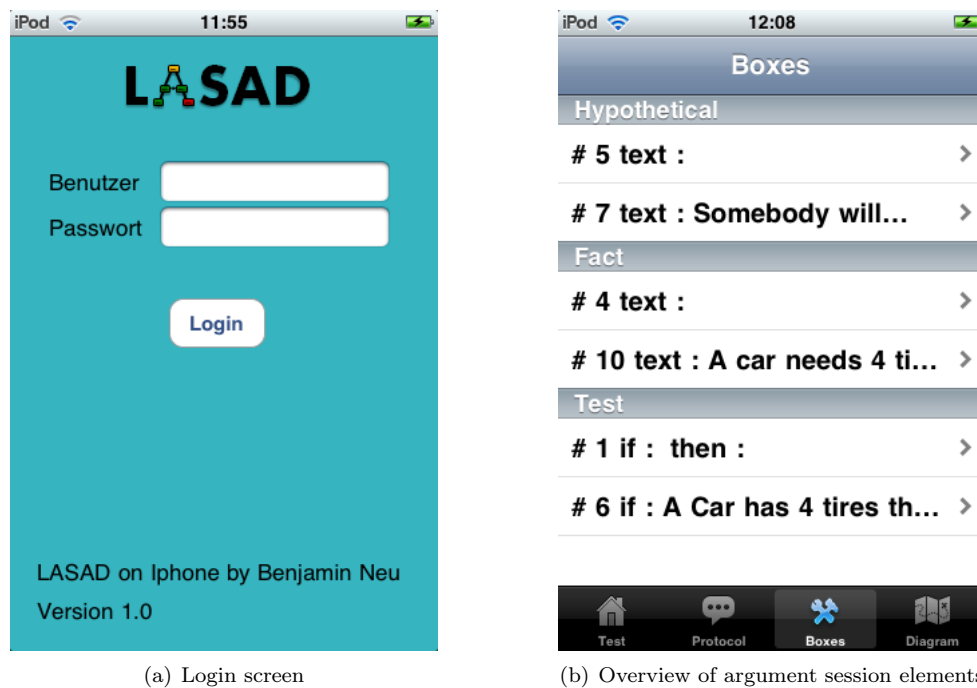 iPod 11:55
LASAD
Benutzer
Passwort
Login
LASAD on Iphone by Benjamin Neu
Version 1.0
(a) Login screen
iPod 12:08
Boxes
Hypothetical
# 5 text :
# 7 text : Somebody will...
Fact
# 4 text :
# 10 text : A car needs 4 ti...
Test
# 1 if : then :
# 6 if : A Car has 4 tires th...
Test Protocol Boxes Diagram
(b) Overview of argument session elements